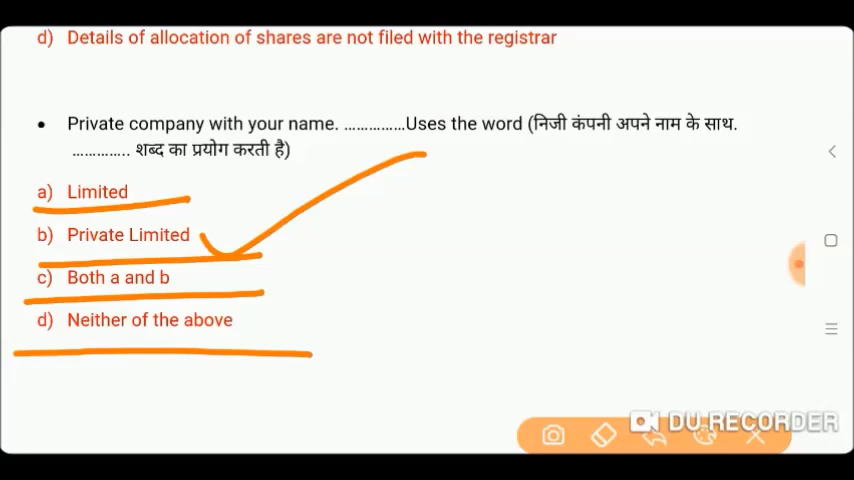 d) Details of allocation of shares are not filed with the registrar
• Private company with your name. ……………Uses the word (निजी कंपनी अपने नाम के साथ.
………….. शब्द का प्रयोग करती है)
a) Limited
b) Private Limited
c) Both a and b
d) Neither of the above
DU RECORDER